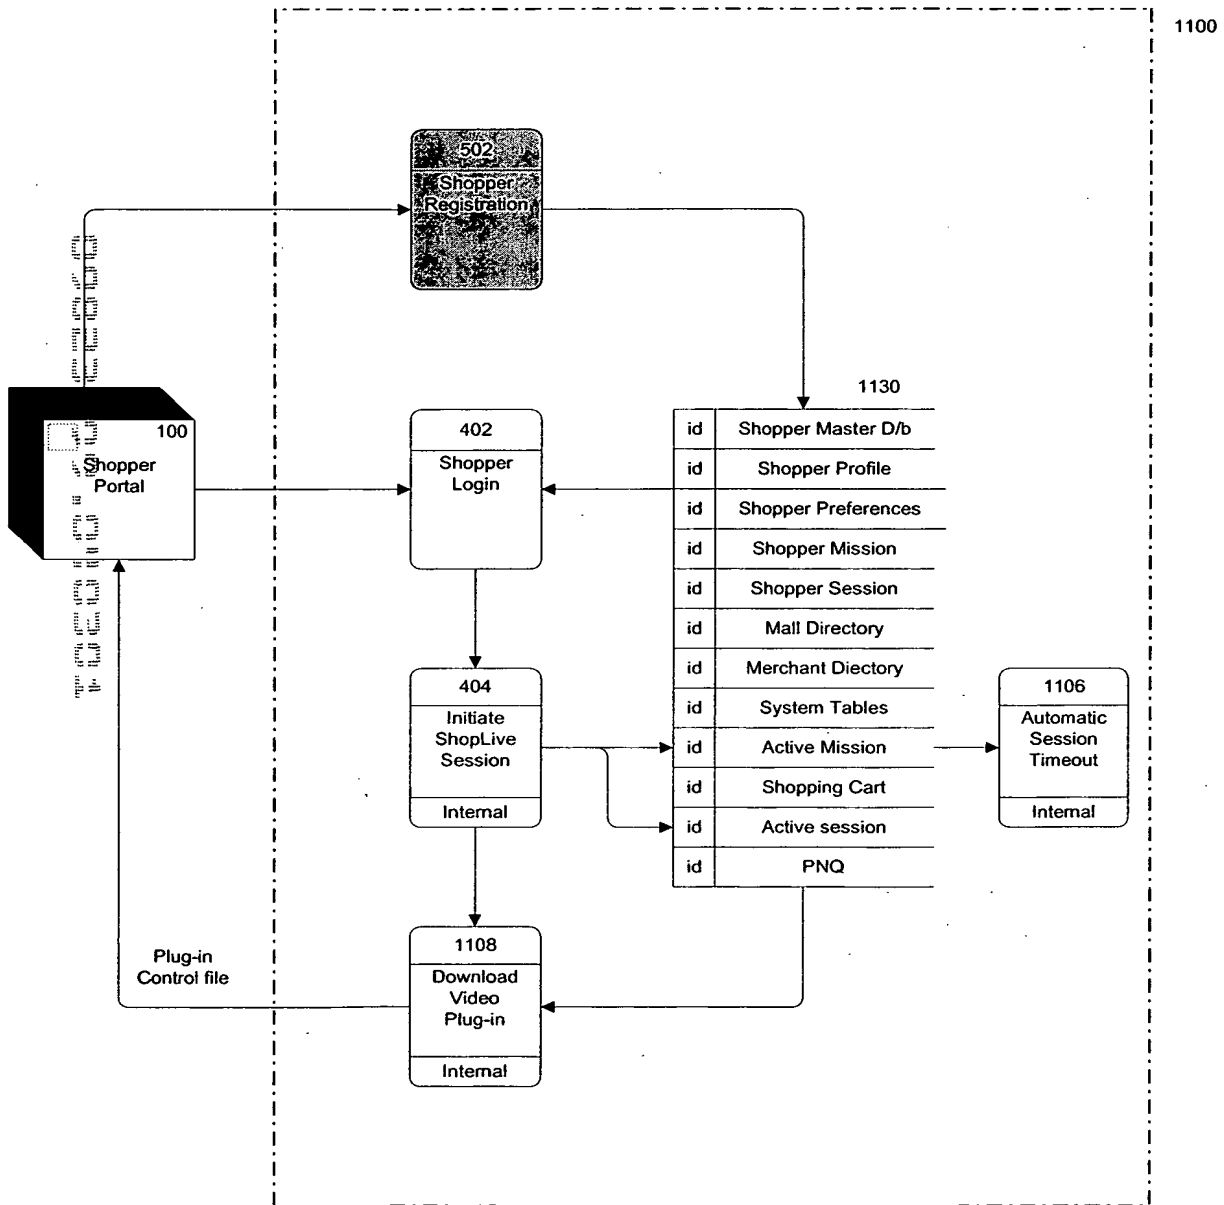 1100
502
Shopper
Registration
1130
100
Shopper
Portal
402
Shopper
Login
id Shopper Master D/b
id Shopper Profile
id Shopper Preferences
id Shopper Mission
id Shopper Session
id Mall Directory
id Merchant Diectory
id System Tables
id Active Mission
id Shopping Cart
id Active session
id PNQ
404
Initiate
ShopLive
Session
Internal
1106
Automatic
Session
Timeout
Internal
1108
Download
Video
Plug-in
Internal
Plug-in
Control file